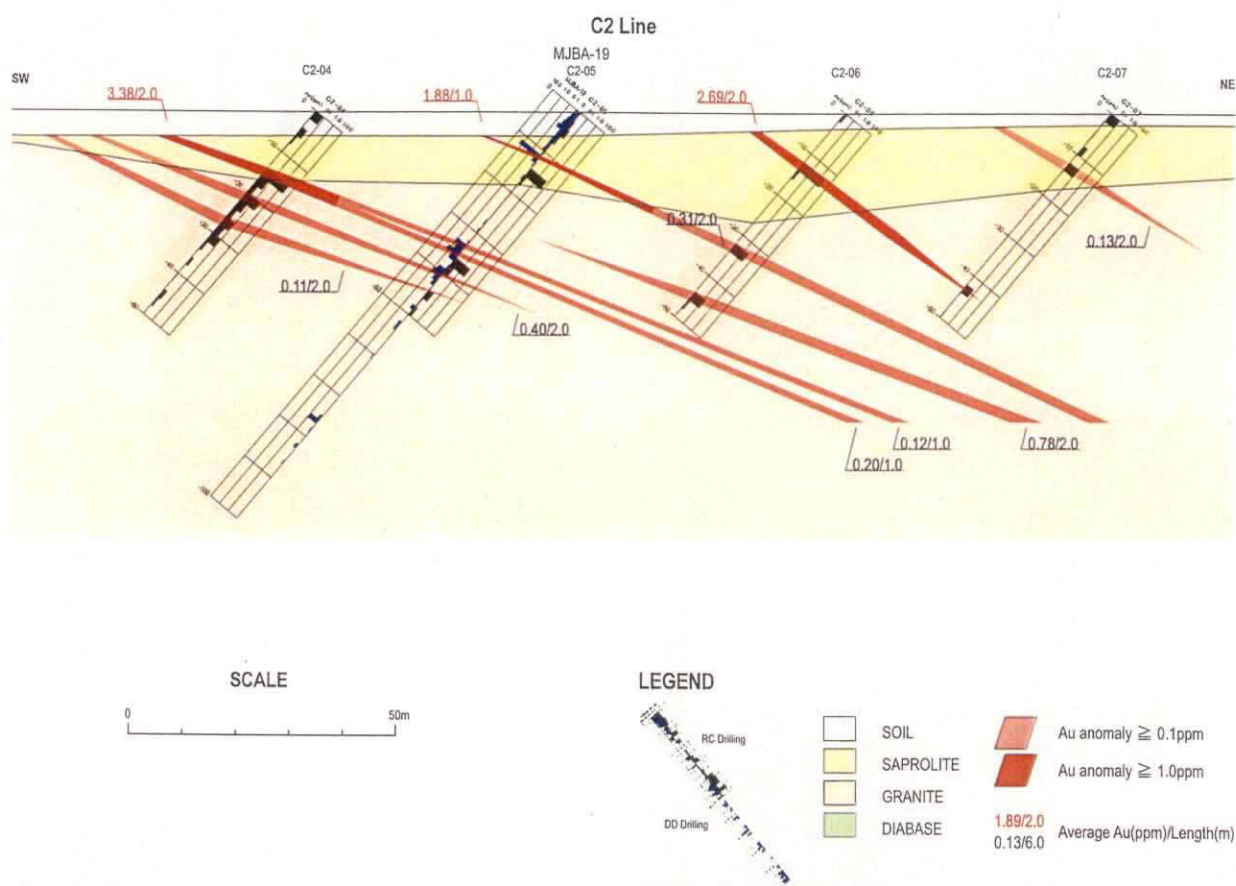 C2 Line
MJBA-19
SW
C2-04
C2-05
C2-06
C2-07
NE
3.38/2.0
1.88/1.0
2.69/2.0
0.31/2.0
0.13/2.0
0.11/2.0
0.40/2.0
0.12/1.0
0.78/2.0
0.20/1.0
SCALE
0 50m
LEGEND
RC Drilling
DD Drilling
SOIL
SAPROLITE
GRANITE
DIABASE
Au anomaly ≧ 0.1ppm
Au anomaly ≧ 1.0ppm
1.89/2.0
0.13/6.0
Average Au(ppm)/Length(m)